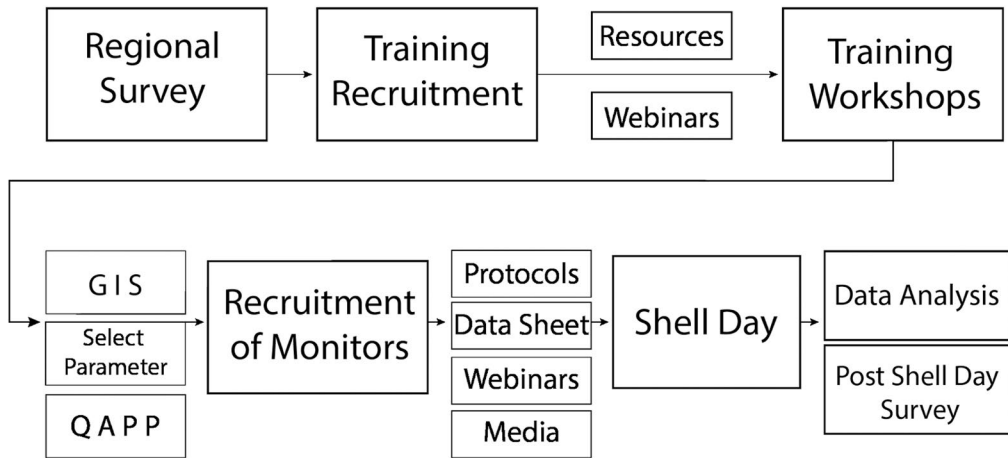 Regional
Survey
Training
Recruitment
Resources
Webinars
Training
Workshops
G I S
Select
Parameter
Q A P P
Recruitment
of Monitors
Protocols
Data Sheet
Webinars
Media
Shell Day
Data Analysis
Post Shell Day
Survey